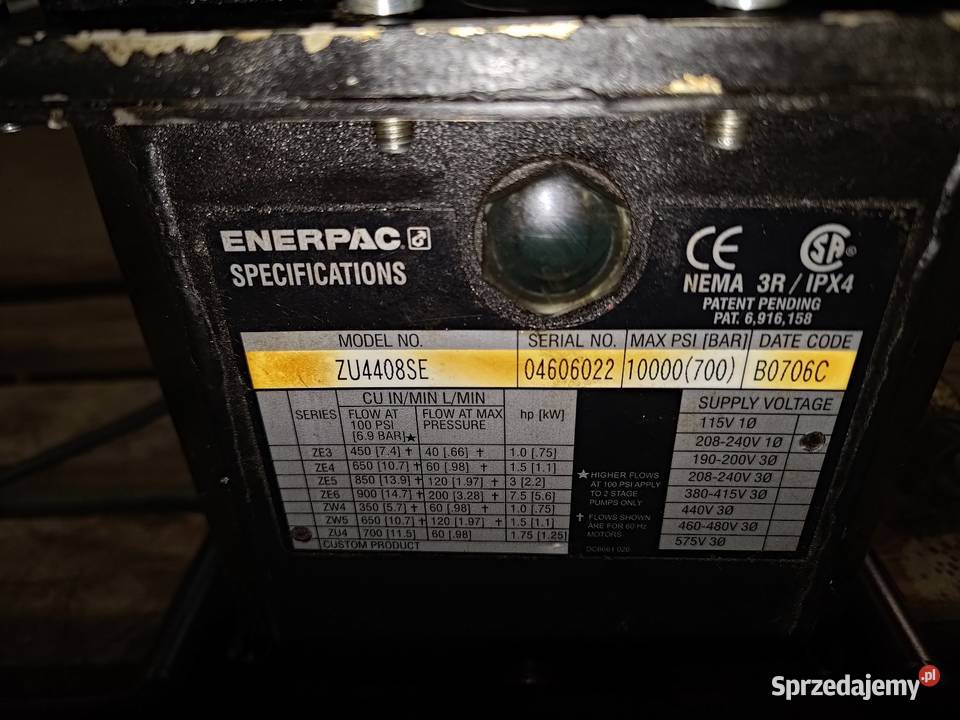 ENERPAC
SPECIFICATIONS
CE SA ®
NEMA 3R / IPX4
PATENT PENDING
PAT. 6,916,158
MODEL NO. SERIAL NO. MAX PSI [BAR] DATE CODE
ZU4408SE 04606022 10000(700) B0706C
CU IN/MIN L/MIN
SERIES FLOW AT 100 PSI [6.9 BAR]★ FLOW AT MAX PRESSURE hp [kW]
ZE3 450 [7.4] † 40 [.66] † 1.0 [.75]
ZE4 650 [10.7] † 60 [.98] † 1.5 [1.1]
ZE5 850 [13.9] † 120 [1.97] † 3 [2.2]
ZE6 900 [14.7] † 200 [3.28] † 7.5 [5.6]
ZW4 350 [5.7] † 60 [.98] † 1.0 [.75]
ZW5 650 [10.7] † 120 [1.97] † 1.5 [1.1]
ZU4 700 [11.5] 60 [.98] 1.75 [1.25]
CUSTOM PRODUCT
★ HIGHER FLOWS
AT 100 PSI APPLY
TO 2 STAGE
PUMPS ONLY
† FLOWS SHOWN
ARE FOR 60 Hz
MOTORS
SUPPLY VOLTAGE
115V 1Ø
208-240V 1Ø
190-200V 3Ø
208-240V 3Ø
380-415V 3Ø
440V 3Ø
460-480V 3Ø
575V 3Ø
Sprzedajemy.pl